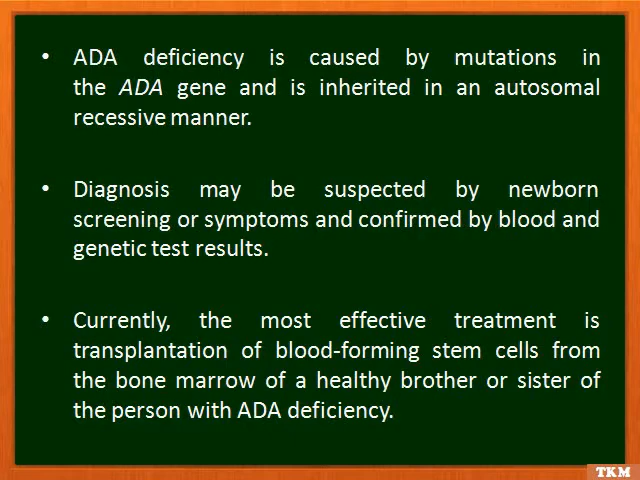 • ADA deficiency is caused by mutations in
the ADA gene and is inherited in an autosomal
recessive manner.
• Diagnosis may be suspected by newborn
screening or symptoms and confirmed by blood and
genetic test results.
• Currently, the most effective treatment is
transplantation of blood-forming stem cells from
the bone marrow of a healthy brother or sister of
the person with ADA deficiency.
TKM